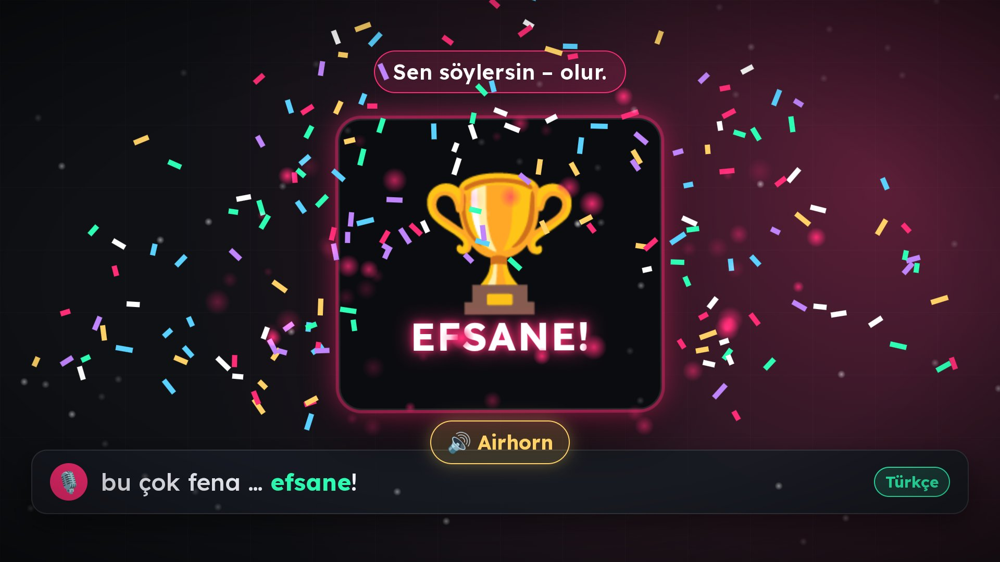 Sen söylersin – olur.
EFSANE!
Airhorn
bu çok fena ... efsane!
Türkçe